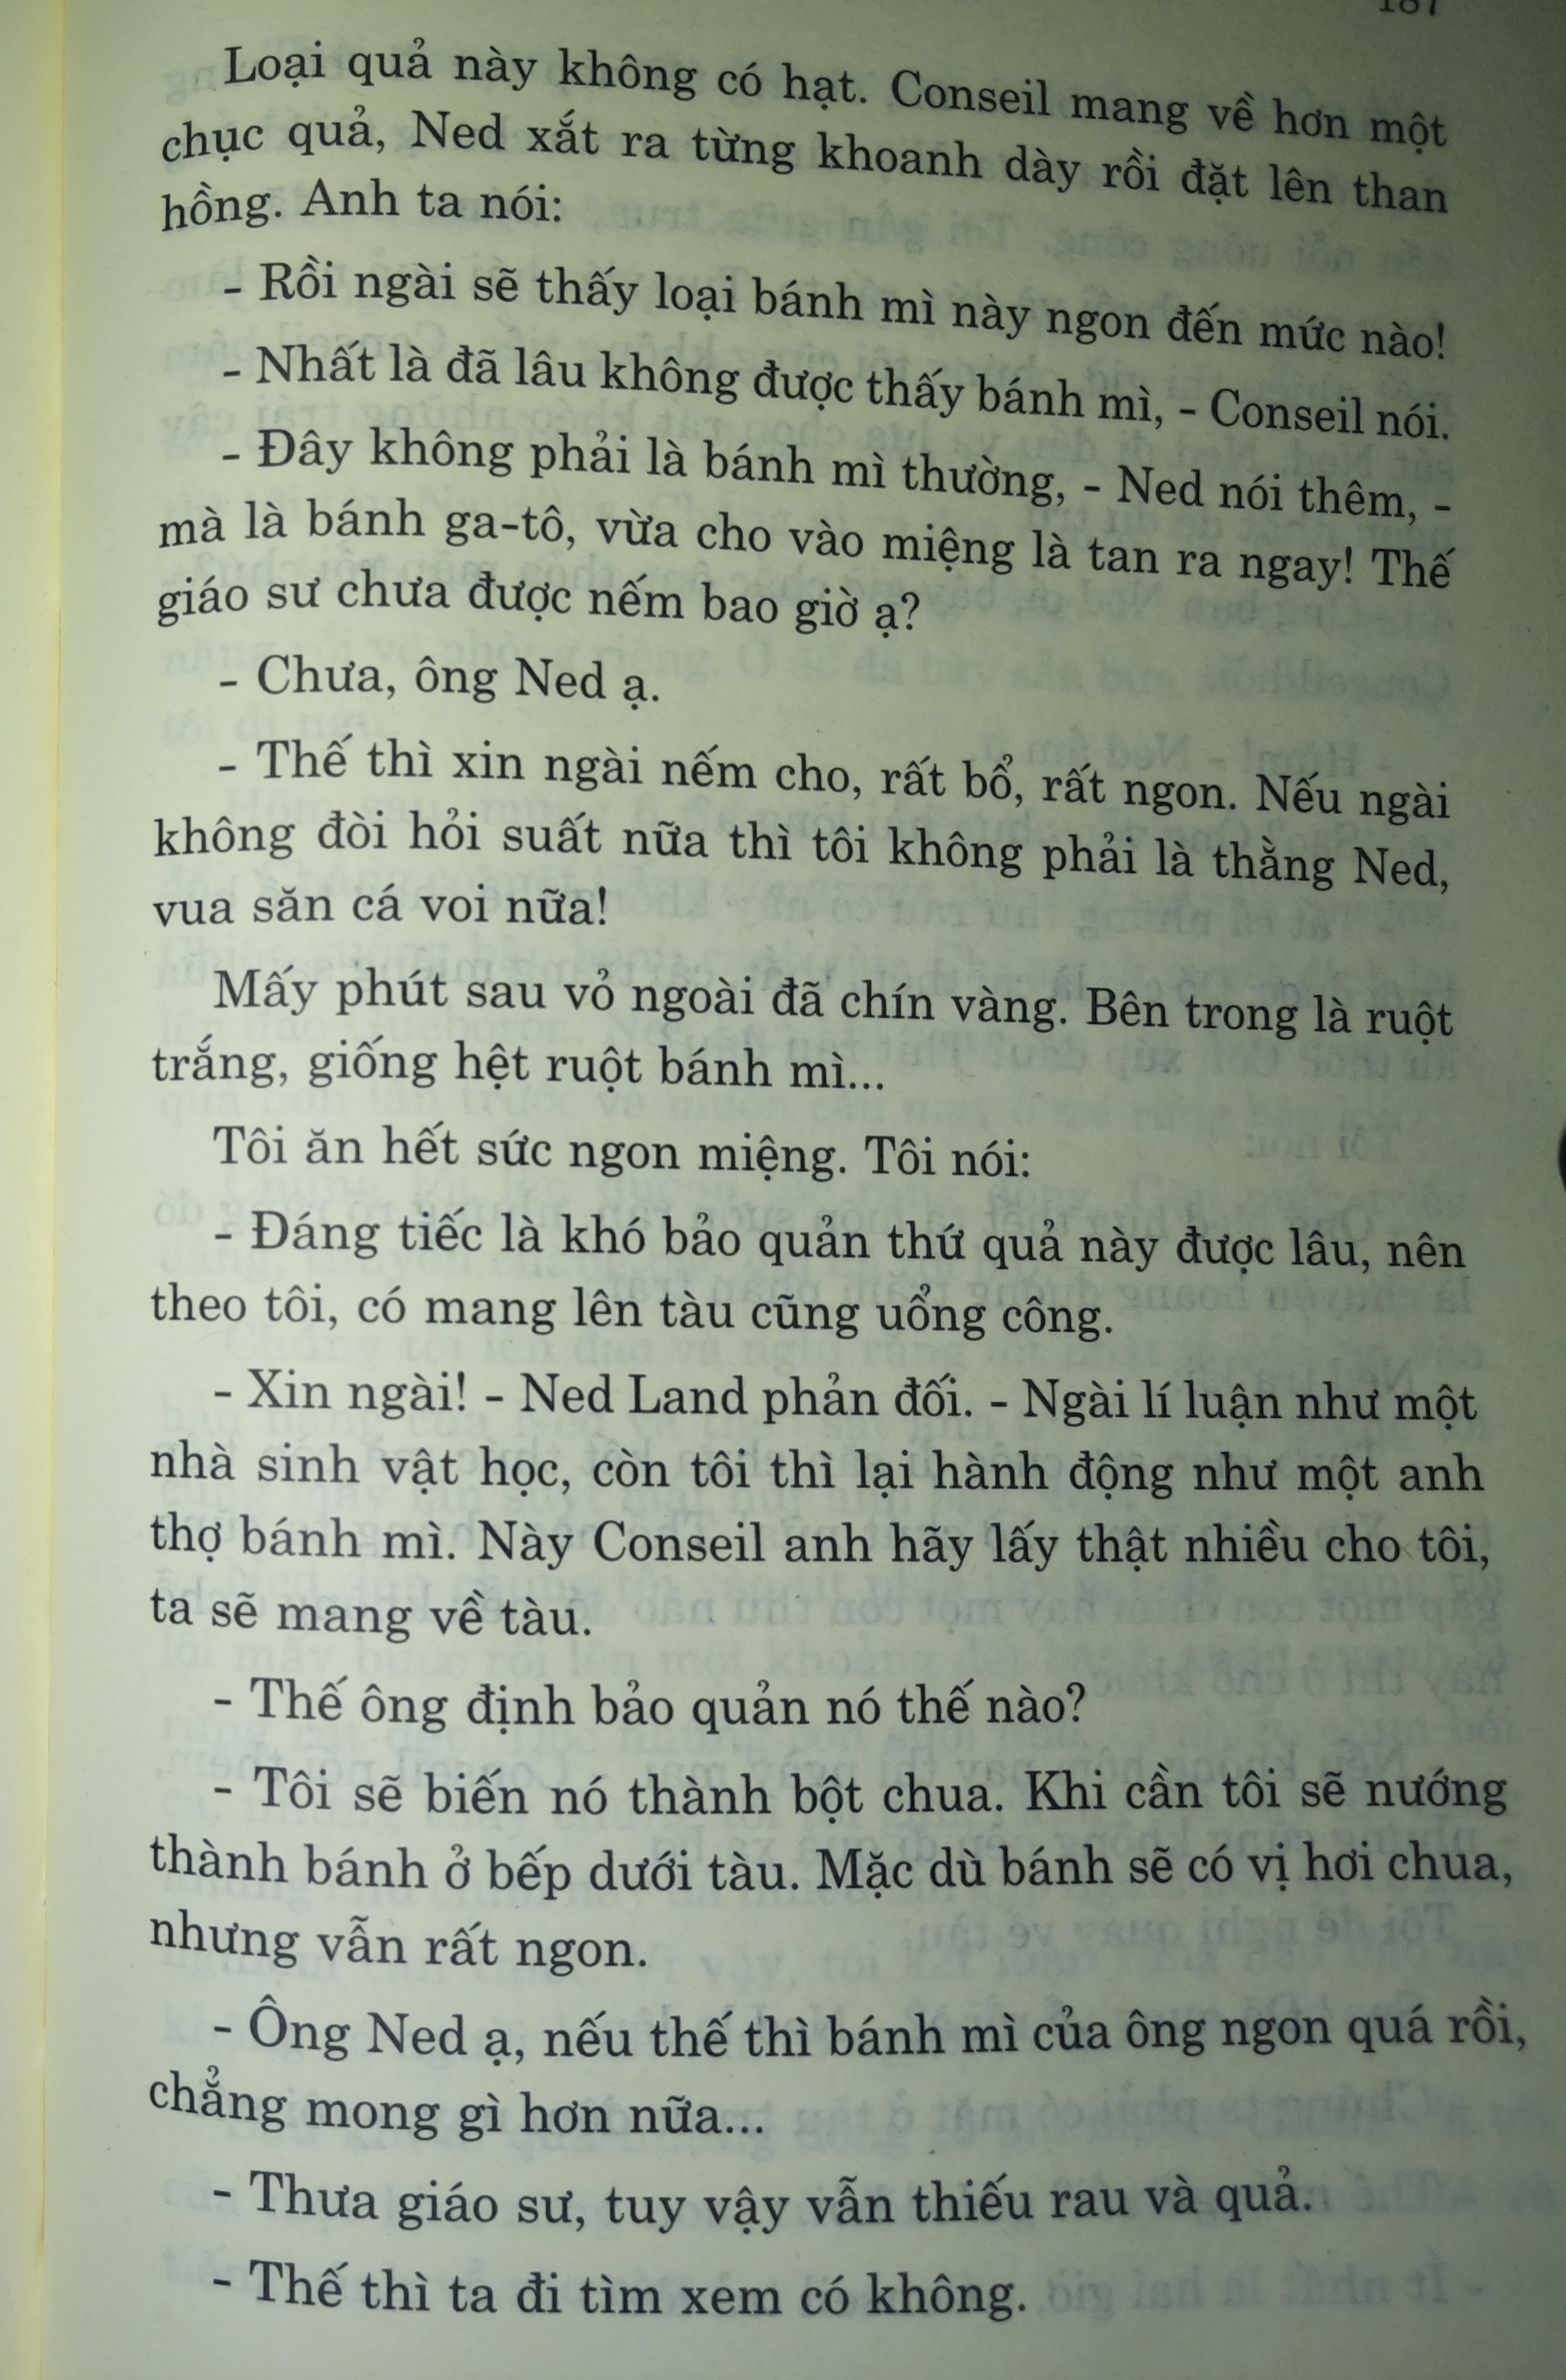 187
Loại quả này không có hạt. Conseil mang về hơn một
chục quả, Ned xắt ra từng khoanh dày rồi đặt lên than
hồng. Anh ta nói:
- Rồi ngài sẽ thấy loại bánh mì này ngon đến mức nào!
- Nhất là đã lâu không được thấy bánh mì, - Conseil nói.
- Đây không phải là bánh mì thường, - Ned nói thêm, -
mà là bánh ga-tô, vừa cho vào miệng là tan ra ngay! Thế
giáo sư chưa được nếm bao giờ ạ?
- Chưa, ông Ned ạ.
- Thế thì xin ngài nếm cho, rất bổ, rất ngon. Nếu ngài
không đòi hỏi suất nữa thì tôi không phải là thằng Ned,
vua săn cá voi nữa!
Mấy phút sau vỏ ngoài đã chín vàng. Bên trong là ruột
trắng, giống hệt ruột bánh mì...
Tôi ăn hết sức ngon miệng. Tôi nói:
- Đáng tiếc là khó bảo quản thứ quả này được lâu, nên
theo tôi, có mang lên tàu cũng uổng công.
- Xin ngài! - Ned Land phản đối. - Ngài lí luận như một
nhà sinh vật học, còn tôi thì lại hành động như một anh
thợ bánh mì. Này Conseil anh hãy lấy thật nhiều cho tôi,
ta sẽ mang về tàu.
- Thế ông định bảo quản nó thế nào?
- Tôi sẽ biến nó thành bột chua. Khi cần tôi sẽ nướng
thành bánh ở bếp dưới tàu. Mặc dù bánh sẽ có vị hơi chua,
nhưng vẫn rất ngon.
- Ông Ned ạ, nếu thế thì bánh mì của ông ngon quá rồi,
chẳng mong gì hơn nữa...
- Thưa giáo sư, tuy vậy vẫn thiếu rau và quả.
- Thế thì ta đi tìm xem có không.